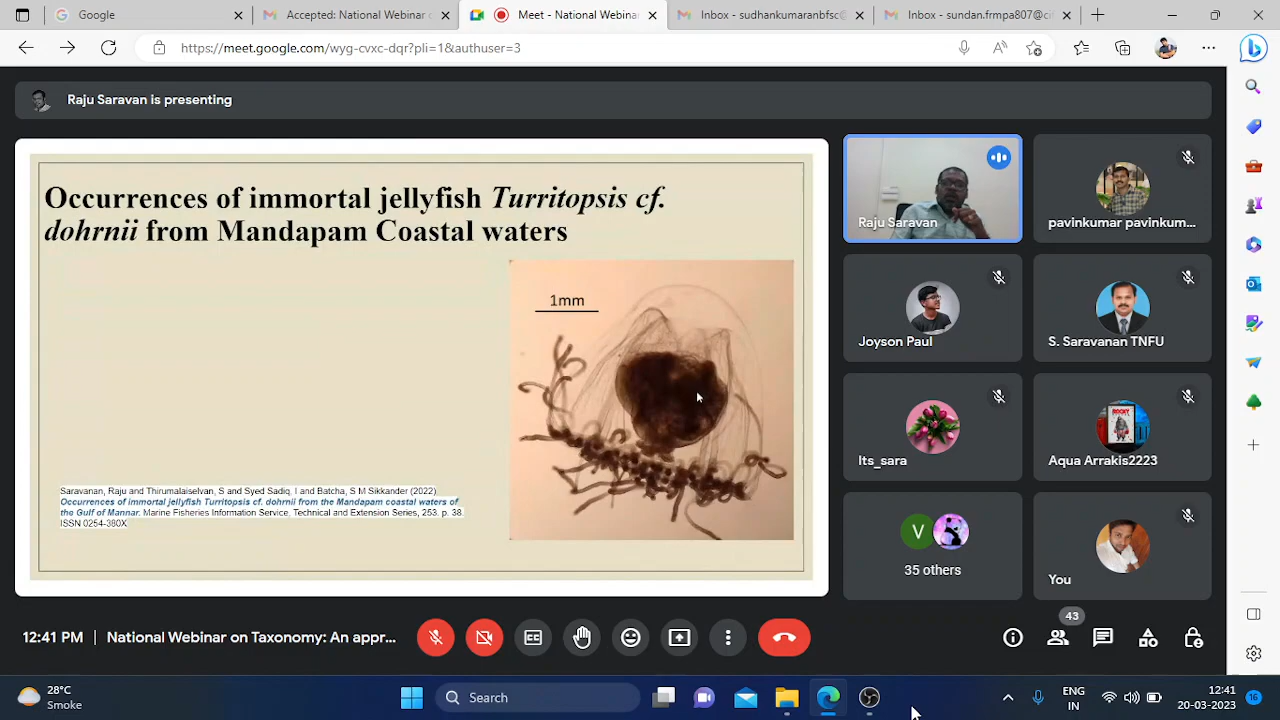 Google
Accepted: National Webinar c
Meet - National Webina
Inbox - sudhankumaranbfsc@
Inbox - sundan.frmpa807@c
https://meet.google.com/wyg-cvxc-dqr?pli=1&authuser=3
Raju Saravan is presenting
Occurrences of immortal jellyfish Turritopsis cf.
dohrnii from Mandapam Coastal waters
1mm
Saravanan, Raju and Thirumalaiselvan, S and Syed Sadiq, I and Batcha, S M Sikkander (2022)
Occurrences of immortal jellyfish Turritopsis cf. dohrnii from the Mandapam coastal waters of
the Gulf of Mannar. Marine Fisheries Information Service, Technical and Extension Series, 253. p. 38.
ISSN 0254-380X
Raju Saravan
pavinkumar pavinkum...
Joyson Paul
S. Saravanan TNFU
Its_sara
Aqua Arrakis2223
V
35 others
You
12:41 PM | National Webinar on Taxonomy: An appr...
43
28°C
Smoke
Search
ENG
IN
12:41
20-03-2023
16